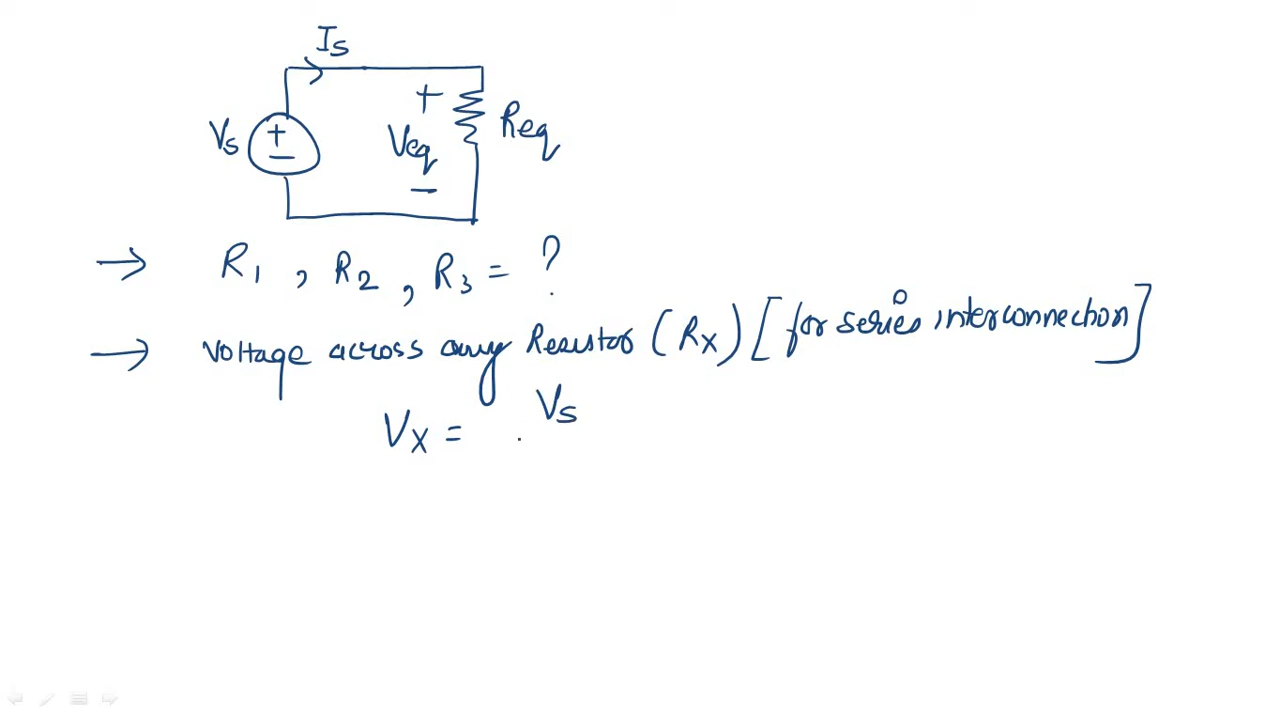 Is
+
Vs + Veq Req
− −
→ R1 , R2 , R3 = ?
→ Voltage across any Resistor (Rx) [for series interconnection]
Vs
Vx =